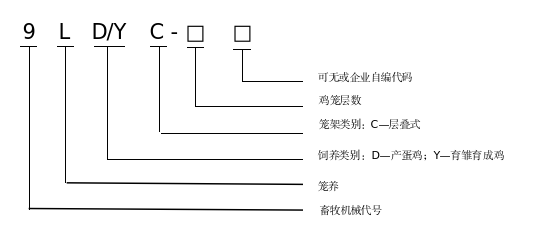 9 L D/Y C-□ □
可无或企业自编代码
鸡笼层数
笼架类别：C—层叠式
饲养类别：D—产蛋鸡；Y—育雏育成鸡
笼养
畜牧机械代号